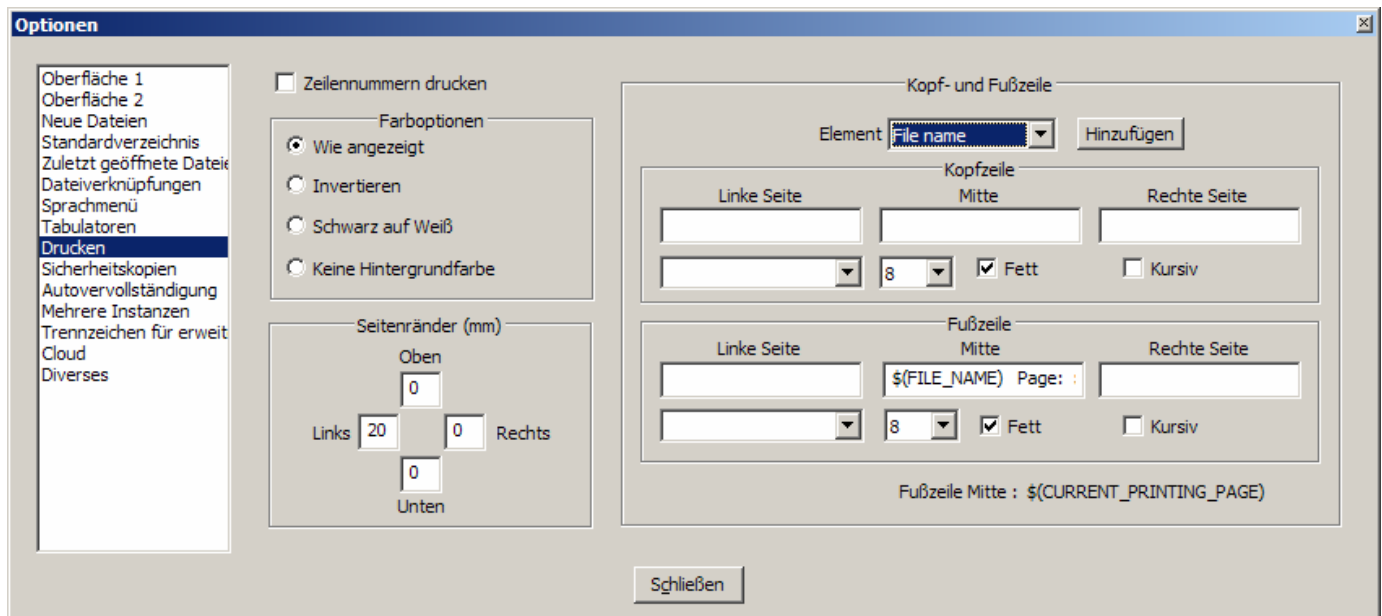 Optionen
Oberfläche 1
Oberfläche 2
Neue Dateien
Standardverzeichnis
Zuletzt geöffnete Dateie
Dateiverknüpfungen
Sprachmenü
Tabulatoren
Drucken
Sicherheitskopien
Autovervollständigung
Mehrere Instanzen
Trennzeichen für erweit
Cloud
Diverses
Zeilennummern drucken
Farboptionen
Wie angezeigt
Invertieren
Schwarz auf Weiß
Keine Hintergrundfarbe
Seitenränder (mm)
Oben
0
Links 20 0 Rechts
0
Unten
Kopf- und Fußzeile
Element File name Hinzufügen
Kopfzeile
Linke Seite Mitte Rechte Seite
8 Fett Kursiv
Fußzeile
Linke Seite Mitte Rechte Seite
$(FILE_NAME) Page:
8 Fett Kursiv
Fußzeile Mitte : $(CURRENT_PRINTING_PAGE)
Schließen